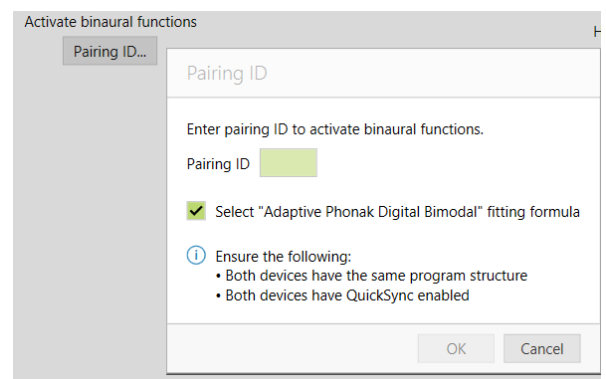 Activate binaural functions
H
Pairing ID...
Pairing ID
Enter pairing ID to activate binaural functions.
Pairing ID
Select "Adaptive Phonak Digital Bimodal" fitting formula
Ensure the following:
• Both devices have the same program structure
• Both devices have QuickSync enabled
OK Cancel